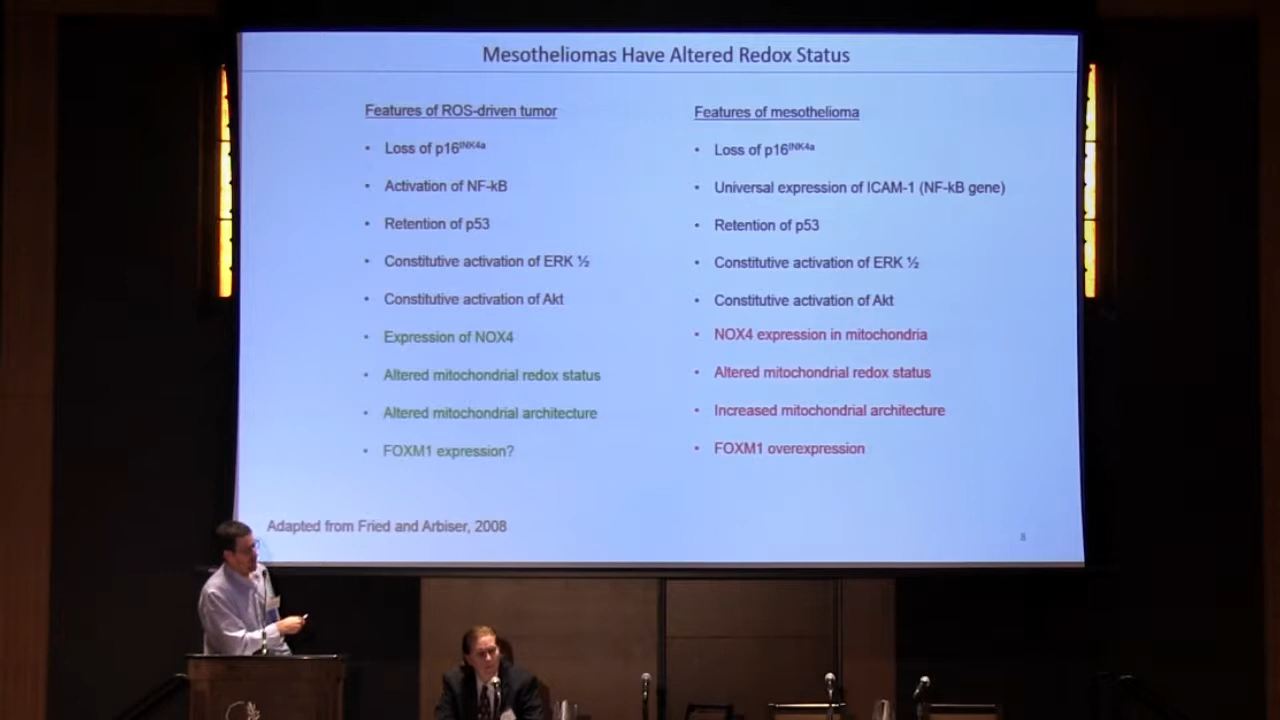 Mesotheliomas Have Altered Redox Status
Features of ROS-driven tumor
• Loss of p16INK4a
• Activation of NF-kB
• Retention of p53
• Constitutive activation of ERK ½
• Constitutive activation of Akt
• Expression of NOX4
• Altered mitochondrial redox status
• Altered mitochondrial architecture
• FOXM1 expression?
Features of mesothelioma
• Loss of p16INK4a
• Universal expression of ICAM-1 (NF-kB gene)
• Retention of p53
• Constitutive activation of ERK ½
• Constitutive activation of Akt
• NOX4 expression in mitochondria
• Altered mitochondrial redox status
• Increased mitochondrial architecture
• FOXM1 overexpression
Adapted from Fried and Arbiser, 2008
8